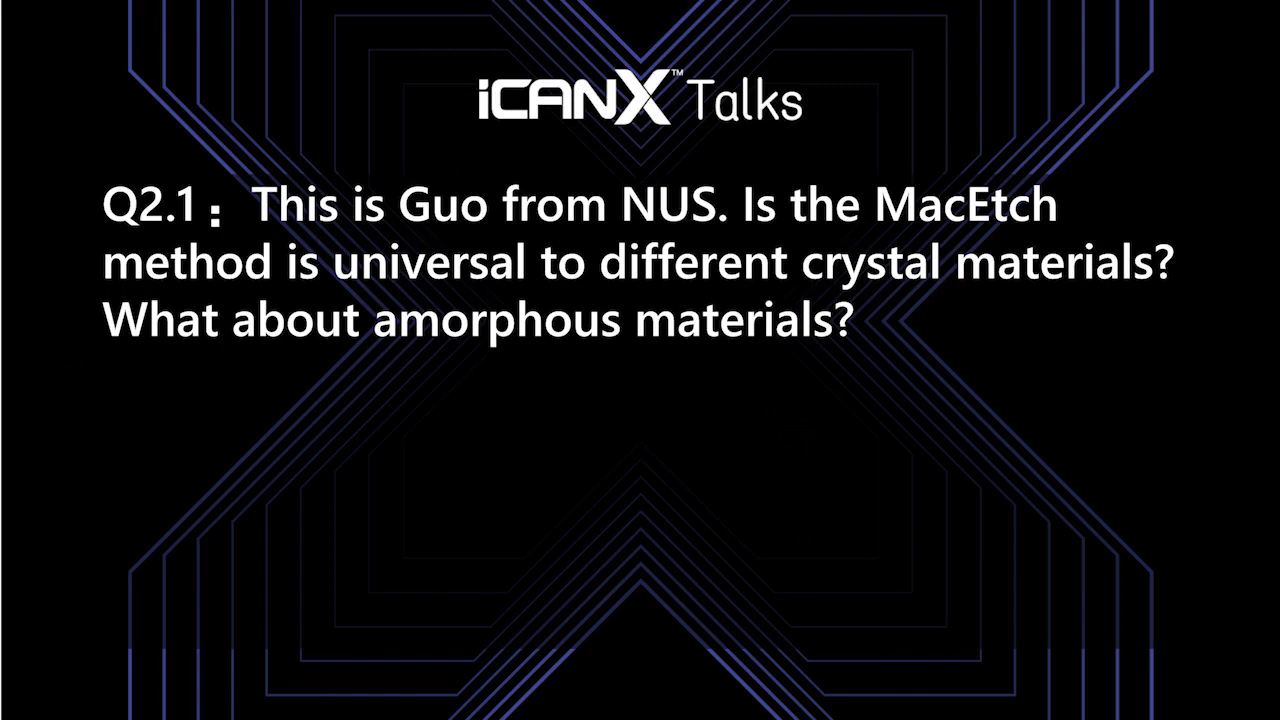 iCANX™ Talks
Q2.1：This is Guo from NUS. Is the MacEtch
method is universal to different crystal materials?
What about amorphous materials?